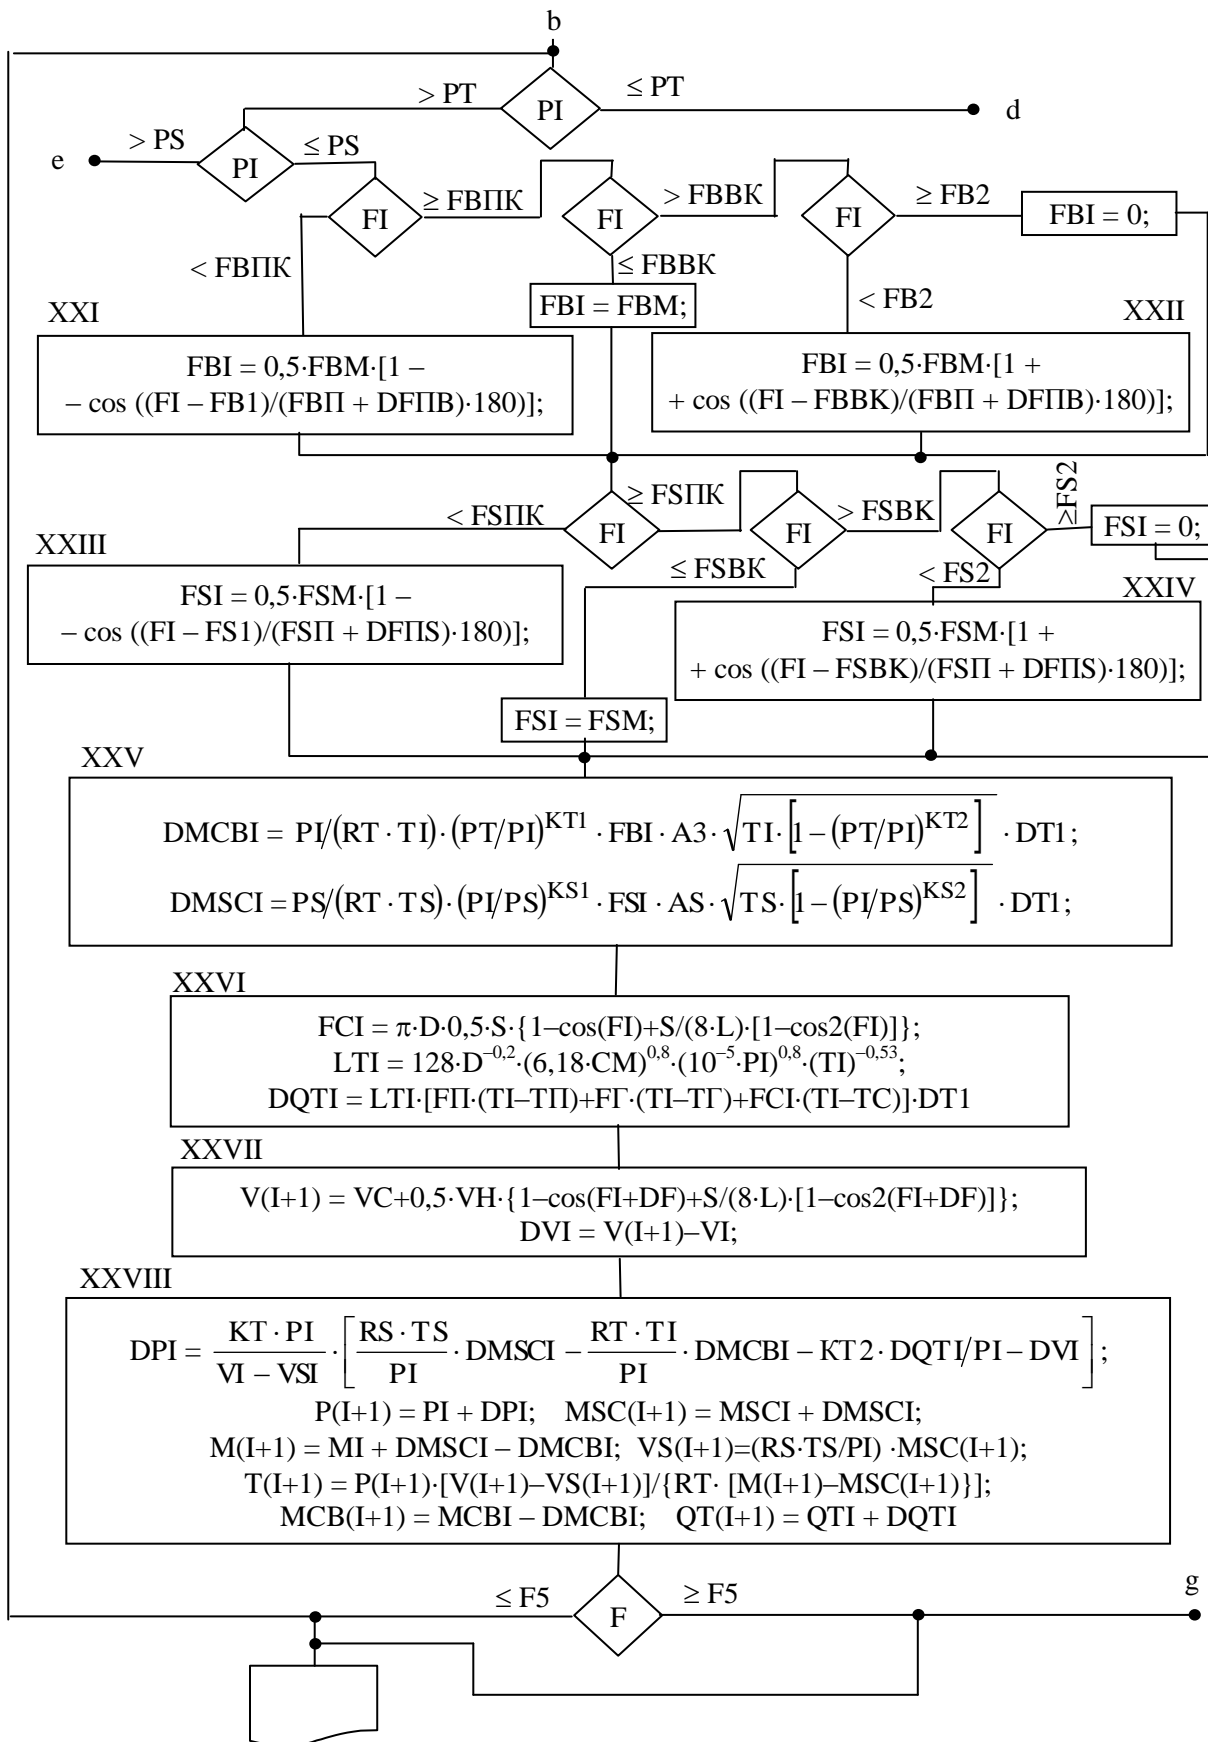 b
> PT
PI
≤ PT
d
e
> PS
PI
≤ PS
FI
≥ FBПК
FI
> FBBК
FI
≥ FB2
FBI = 0;
< FBПК
≤ FBBК
< FB2
XXI
FBI = FBM;
XXII
FBI = 0,5·FBM·[1 –
– cos ((FI – FB1)/(FBП + DFПB)·180)];
FBI = 0,5·FBM·[1 +
+ cos ((FI – FBBK)/(FBП + DFПB)·180)];
< FSПК
FI
≥ FSПК
FI
> FSBK
FI
≥FS2
FSI = 0;
XXIII
≤ FSBК
< FS2
XXIV
FSI = 0,5·FSM·[1 –
– cos ((FI – FS1)/(FSП + DFПS)·180)];
FSI = 0,5·FSM·[1 +
+ cos ((FI – FSBK)/(FSП + DFПS)·180)];
FSI = FSM;
XXV
DMCBI = PI/(RT · TI) · (PT/PI)^KT1 · FBI · A3 · √(TI · [1 – (PT/PI)^KT2]) · DT1;
DMSCI = PS/(RT · TS) · (PI/PS)^KS1 · FSI · AS · √(TS · [1 – (PI/PS)^KS2]) · DT1;
XXVI
FCI = π·D·0,5·S·{1–cos(FI)+S/(8·L)·[1–cos2(FI)]};
LTI = 128·D^–0,2·(6,18·CM)^0,8·(10^–5·PI)^0,8·(TI)^–0,53;
DQTI = LTI·[FП·(TI–TП)+FГ·(TI–TГ)+FCI·(TI–TC)]·DT1
XXVII
V(I+1) = VC+0,5·VH·{1–cos(FI+DF)+S/(8·L)·[1–cos2(FI+DF)]};
DVI = V(I+1)–VI;
XXVIII
DPI = (KT · PI)/(VI – VSI) · [(RS · TS)/PI · DMSCI – (RT · TI)/PI · DMCBI – KT2 · DQTI/PI – DVI];
P(I+1) = PI + DPI; MSC(I+1) = MSCI + DMSCI;
M(I+1) = MI + DMSCI – DMCBI; VS(I+1)=(RS·TS/PI) ·MSC(I+1);
T(I+1) = P(I+1)·[V(I+1)–VS(I+1)]/{RT· [M(I+1)–MSC(I+1)}];
MCB(I+1) = MCBI – DMCBI; QT(I+1) = QTI + DQTI
≤ F5
F
≥ F5
g